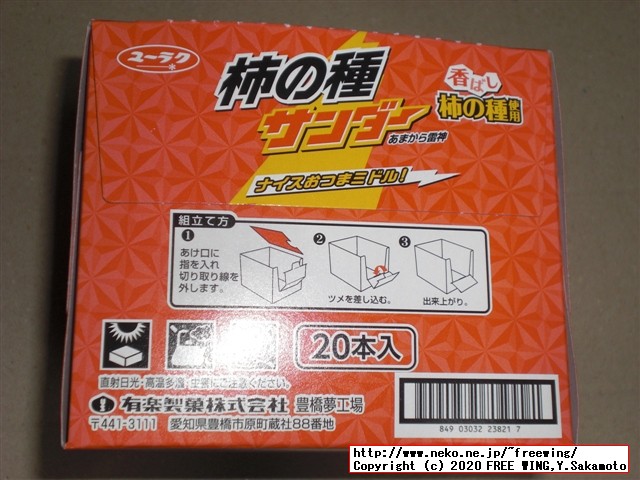 ユーラク
柿の種
サンダー
あまから雷神
香ばし
柿の種使用
ナイスおつまミドル!
組立て方
❶
あけ口に
指を入れ
切り取り線を
外します。
❷
ツメを差し込む。
❸
出来上がり。
20本入
直射日光・高温多湿・虫害にご注意ください。
有楽製菓株式会社 豊橋夢工場
〒441-3111 愛知県豊橋市原町蔵社88番地
849 03032 23821 7
http://www.neko.ne.jp/~freewing/
Copyright (c) 2020 FREE WING,Y.Sakamoto